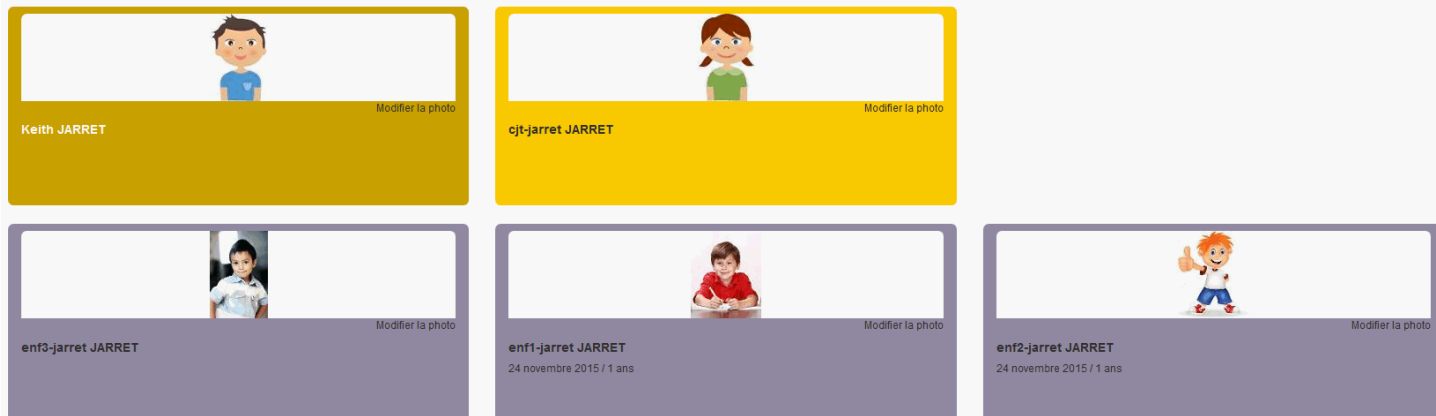 Modifier la photo
Keith JARRET
Modifier la photo
cjt-jarret JARRET
Modifier la photo
enf3-jarret JARRET
Modifier la photo
enf1-jarret JARRET
24 novembre 2015 / 1 ans
Modifier la photo
enf2-jarret JARRET
24 novembre 2015 / 1 ans